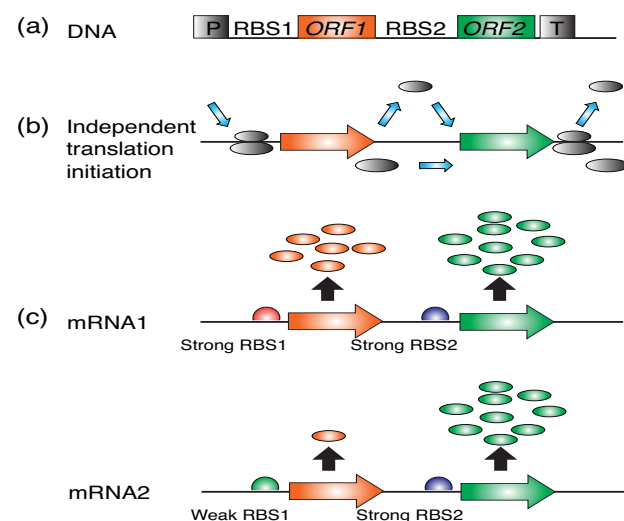 (a) DNA P RBS1 ORF1 RBS2 ORF2 T
(b) Independent
translation
initiation
(c) mRNA1
Strong RBS1 Strong RBS2
mRNA2
Weak RBS1 Strong RBS2